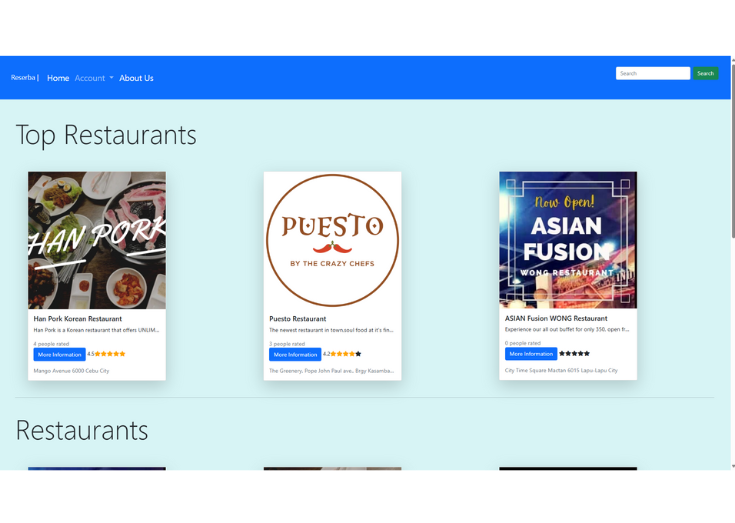 Reserba |
Home
Account
About Us
Search
Search
Top Restaurants
HAN PORK
PUESTO
BY THE CRAZY CHEFS
Now Open!
ASIAN
FUSION
WONG RESTAURANT
Han Pork Korean Restaurant
Han Pork is a Korean restaurant that offers UNLIM...
4 people rated
More Information 4.5
Mango Avenue 6000 Cebu City
Puesto Restaurant
The newest restaurant in town.soul food at it's fin...
3 people rated
More Information 4.2
The Greenery, Pope John Paul ave., Brgy Kasamba...
ASIAN Fusion WONG Restaurant
Experience our all out buffet for only 350, open fr...
0 people rated
More Information
City Time Square Mactan 6015 Lapu-Lapu City
Restaurants